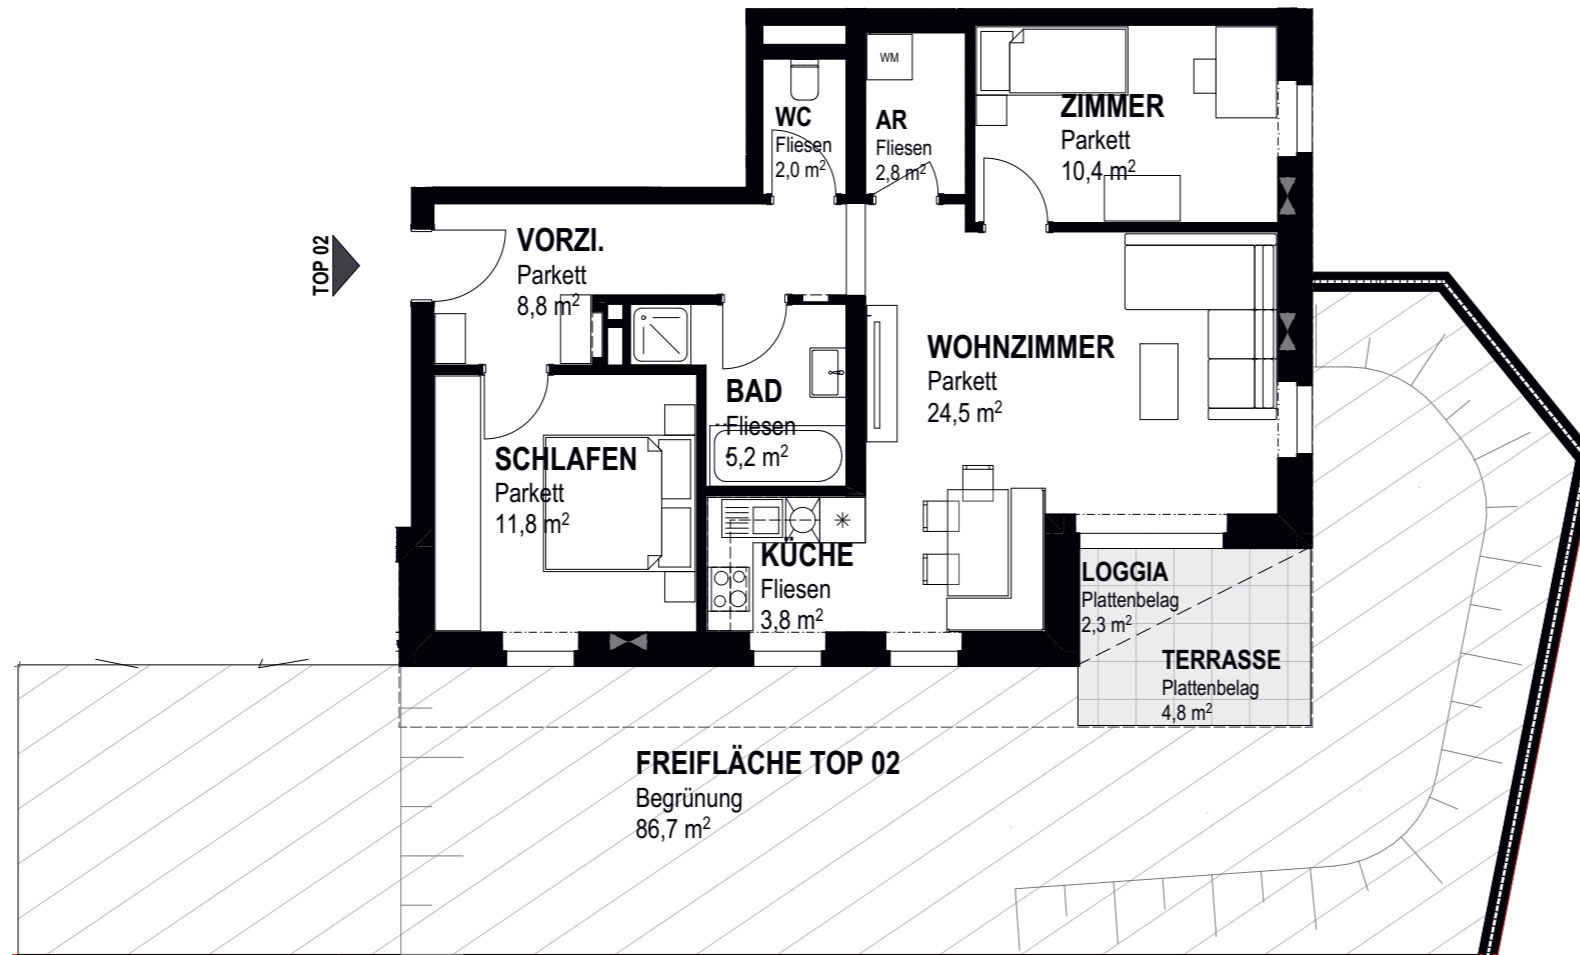 WM
WC
Fliesen
2,0 m²
AR
Fliesen
2,8 m²
ZIMMER
Parkett
10,4 m²
TOP 02
VORZI.
Parkett
8,8 m²
WOHNZIMMER
Parkett
24,5 m²
BAD
Fliesen
5,2 m²
SCHLAFEN
Parkett
11,8 m²
KÜCHE
Fliesen
3,8 m²
LOGGIA
Plattenbelag
2,3 m²
TERRASSE
Plattenbelag
4,8 m²
FREIFLÄCHE TOP 02
Begrünung
86,7 m²